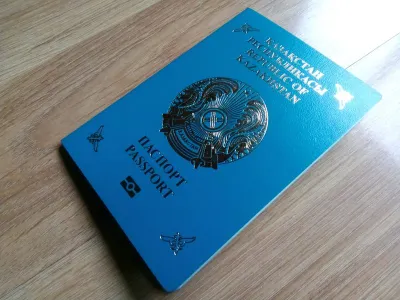 ҚАЗАҚСТАН
РЕСПУБЛИКАСЫ
REPUBLIC OF
KAZAKHSTAN
ПАСПОРТ
PASSPORT